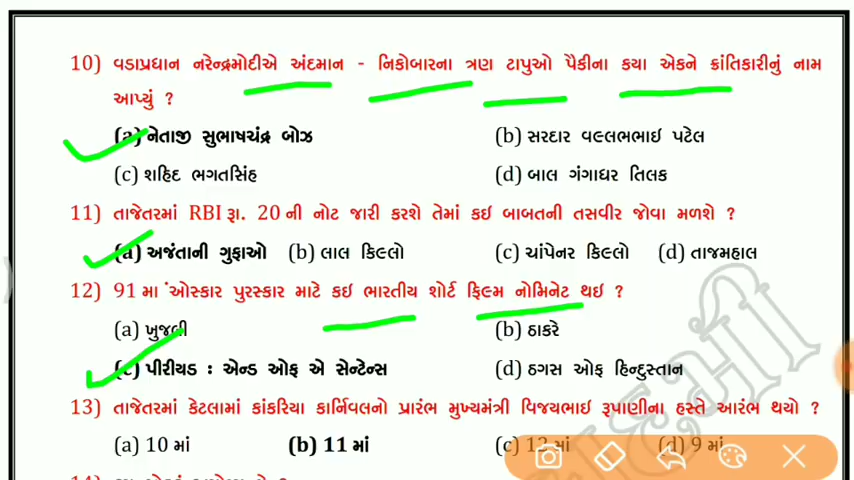 10) વડાપ્રધાન નરેન્દ્રમોદીએ અંદમાન - નિકોબારના ત્રણ ટાપુઓ પૈકીના કયા એકને ક્રાંતિકારીનું નામ
આપ્યું ?
(a) નેતાજી સુભાષચંદ્ર બોઝ (b) સરદાર વલ્લભભાઈ પટેલ
(c) શહિદ ભગતસિંહ (d) બાલ ગંગાધર તિલક
11) તાજેતરમાં RBI રૂા. 20 ની નોટ જારી કરશે તેમાં કઈ બાબતની તસવીર જોવા મળશે ?
(a) અજંતાની ગુફાઓ (b) લાલ કિલ્લો (c) ચાંપેનર કિલ્લો (d) તાજમહાલ
12) 91 માં ઓસ્કાર પુરસ્કાર માટે કઈ ભારતીય શોર્ટ ફિલ્મ નોમિનેટ થઈ ?
(a) ખુજલી (b) ઠાકરે
(c) પીરીયડ : એન્ડ ઓફ એ સેન્ટેન્સ (d) ઠગસ ઓફ હિન્દુસ્તાન
13) તાજેતરમાં કેટલામાં કાંકરિયા કાર્નિવલનો પ્રારંભ મુખ્યમંત્રી વિજયભાઈ રૂપાણીના હસ્તે આરંભ થયો ?
(a) 10 માં (b) 11 માં (c) 12 માં (d) 9 માં